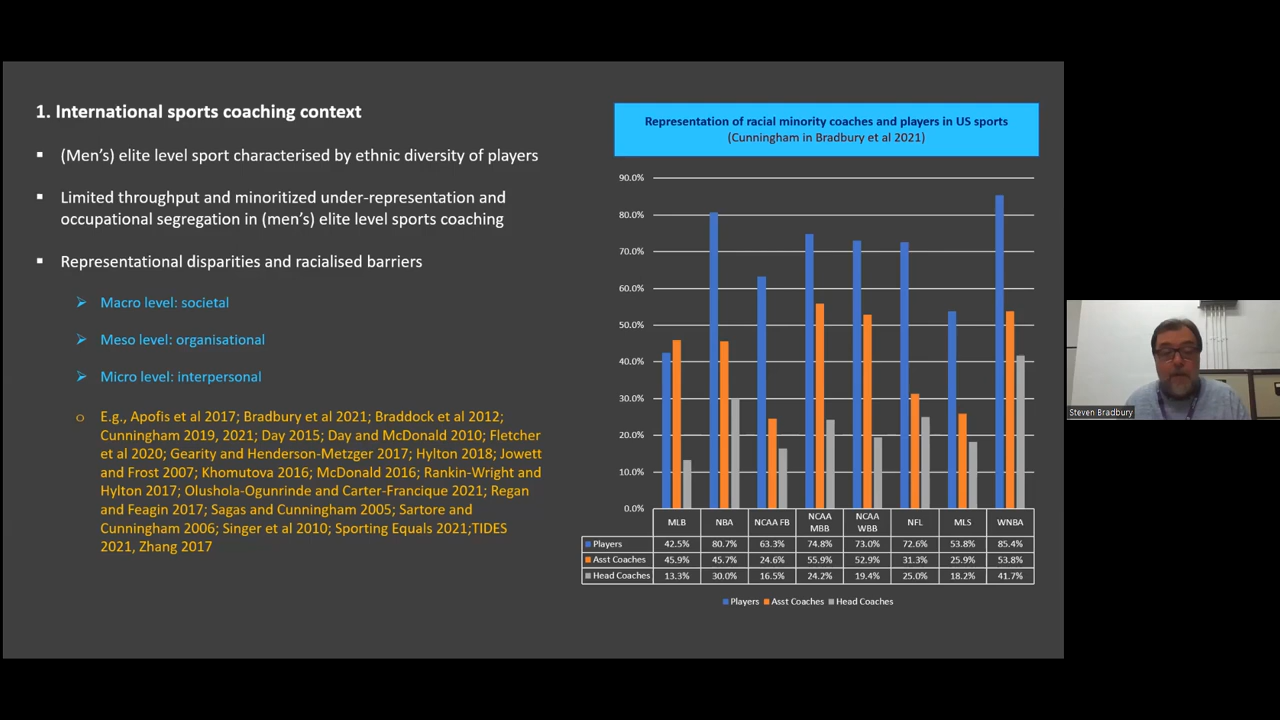 1. International sports coaching context
▪ (Men's) elite level sport characterised by ethnic diversity of players
▪ Limited throughput and minoritized under-representation and
occupational segregation in (men's) elite level sports coaching
▪ Representational disparities and racialised barriers
➢ Macro level: societal
➢ Meso level: organisational
➢ Micro level: interpersonal
o E.g., Apofis et al 2017; Bradbury et al 2021; Braddock et al 2012;
Cunningham 2019, 2021; Day 2015; Day and McDonald 2010; Fletcher
et al 2020; Gearity and Henderson-Metzger 2017; Hylton 2018; Jowett
and Frost 2007; Khomutova 2016; McDonald 2016; Rankin-Wright and
Hylton 2017; Olushola-Ogunrinde and Carter-Francique 2021; Regan
and Feagin 2017; Sagas and Cunningham 2005; Sartore and
Cunningham 2006; Singer et al 2010; Sporting Equals 2021;TIDES
2021, Zhang 2017
Representation of racial minority coaches and players in US sports
(Cunningham in Bradbury et al 2021)
90.0%
80.0%
70.0%
60.0%
50.0%
40.0%
30.0%
20.0%
10.0%
0.0%
MLB NBA NCAA FB NCAA MBB NCAA WBB NFL MLS WNBA
Players 42.5% 80.7% 63.3% 74.8% 73.0% 72.6% 53.8% 85.4%
Asst Coaches 45.9% 45.7% 24.6% 55.9% 52.9% 31.3% 25.9% 53.8%
Head Coaches 13.3% 30.0% 16.5% 24.2% 19.4% 25.0% 18.2% 41.7%
Players Asst Coaches Head Coaches
Steven Bradbury